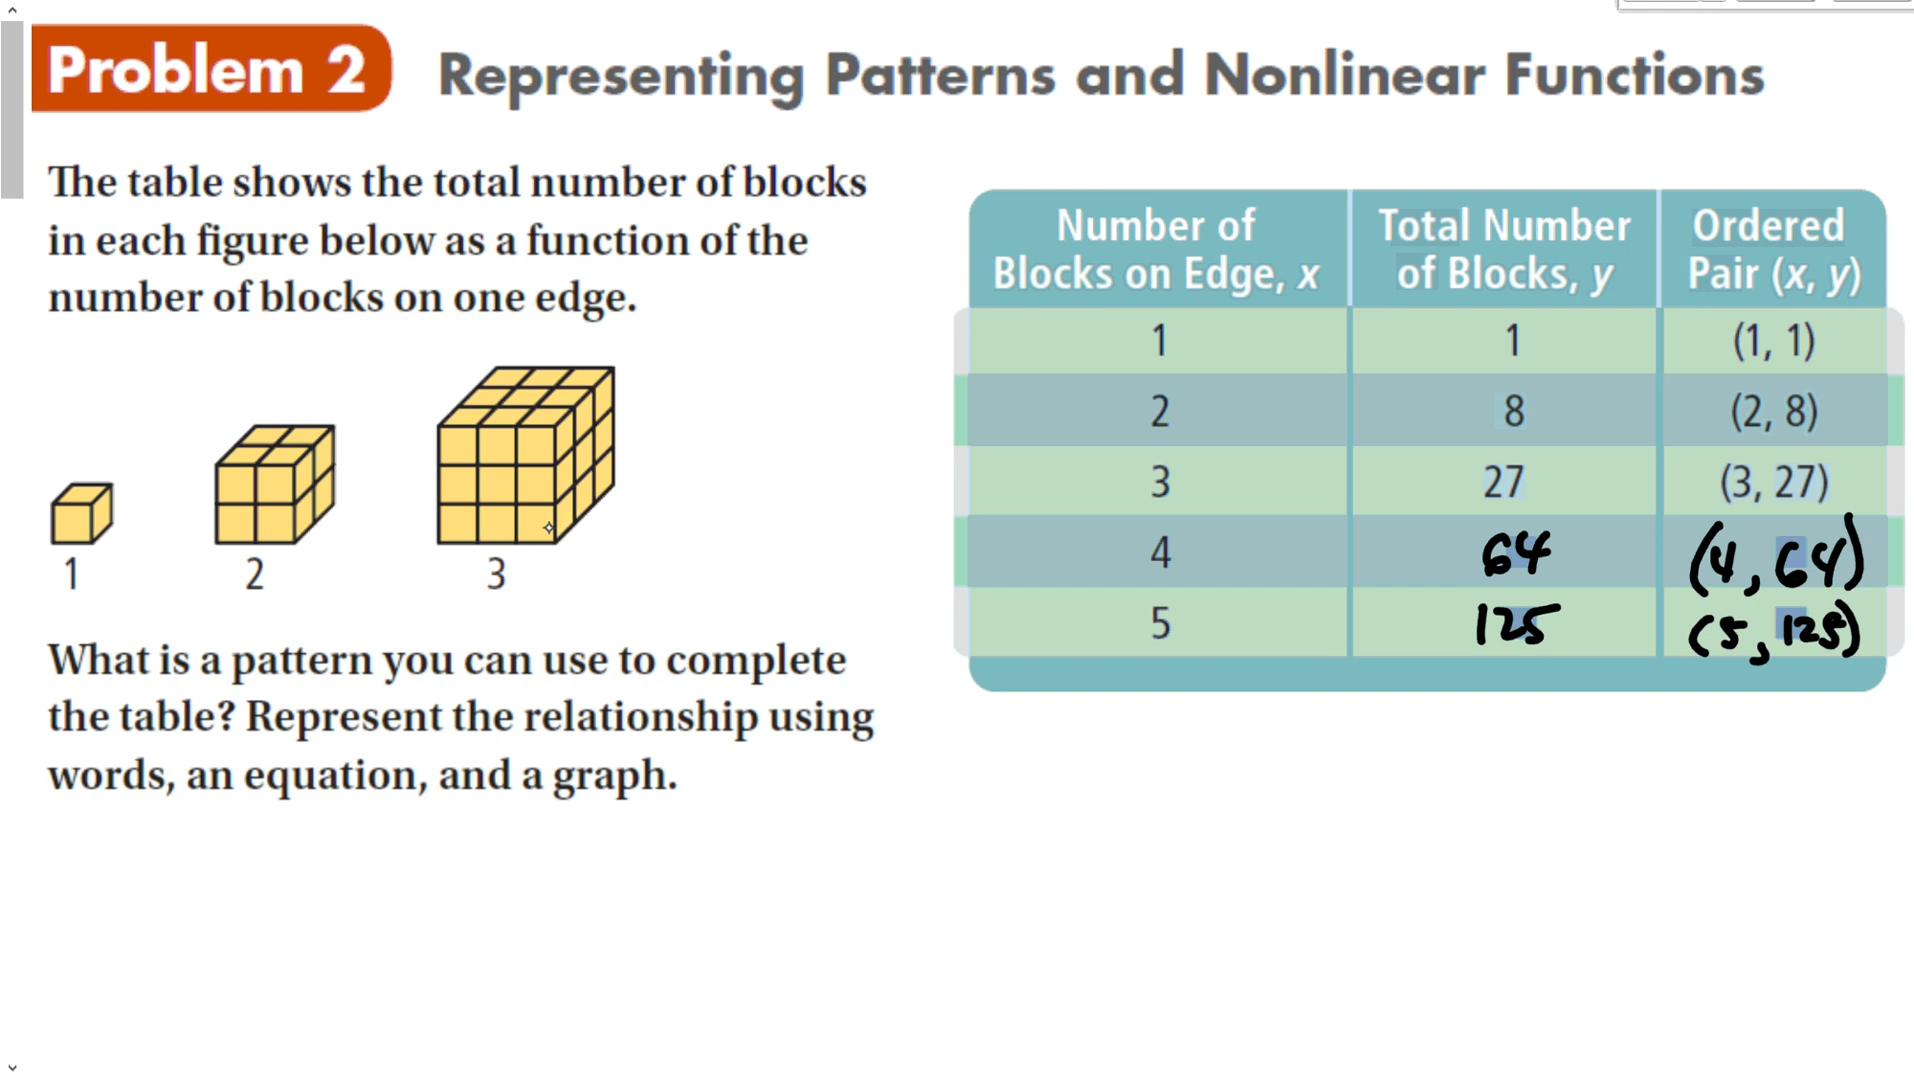 Problem 2 Representing Patterns and Nonlinear Functions
The table shows the total number of blocks
in each figure below as a function of the
number of blocks on one edge.
1 2 3
What is a pattern you can use to complete
the table? Represent the relationship using
words, an equation, and a graph.
Number of Total Number Ordered
Blocks on Edge, x of Blocks, y Pair (x, y)
1 1 (1, 1)
2 8 (2, 8)
3 27 (3, 27)
4 64 (4, 64)
5 125 (5, 125)